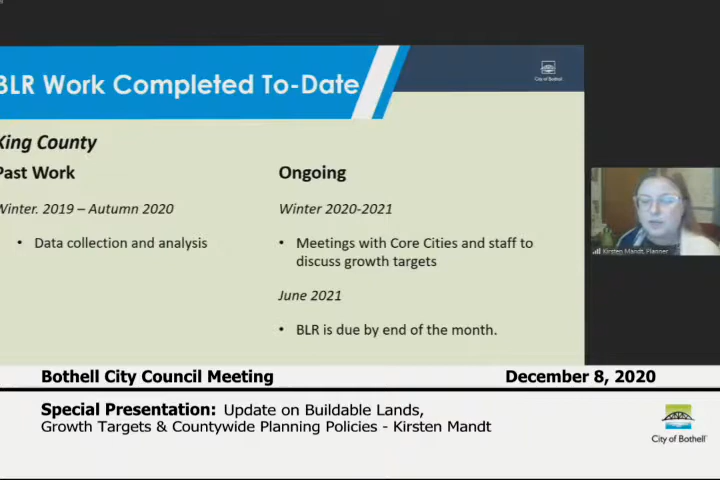 BLR Work Completed To-Date
City of Bothell
King County
Past Work
Winter. 2019 – Autumn 2020
• Data collection and analysis
Ongoing
Winter 2020-2021
• Meetings with Core Cities and staff to
discuss growth targets
June 2021
• BLR is due by end of the month.
Kirsten Mandt, Planner
Bothell City Council Meeting
December 8, 2020
Special Presentation: Update on Buildable Lands,
Growth Targets & Countywide Planning Policies - Kirsten Mandt
City of Bothell